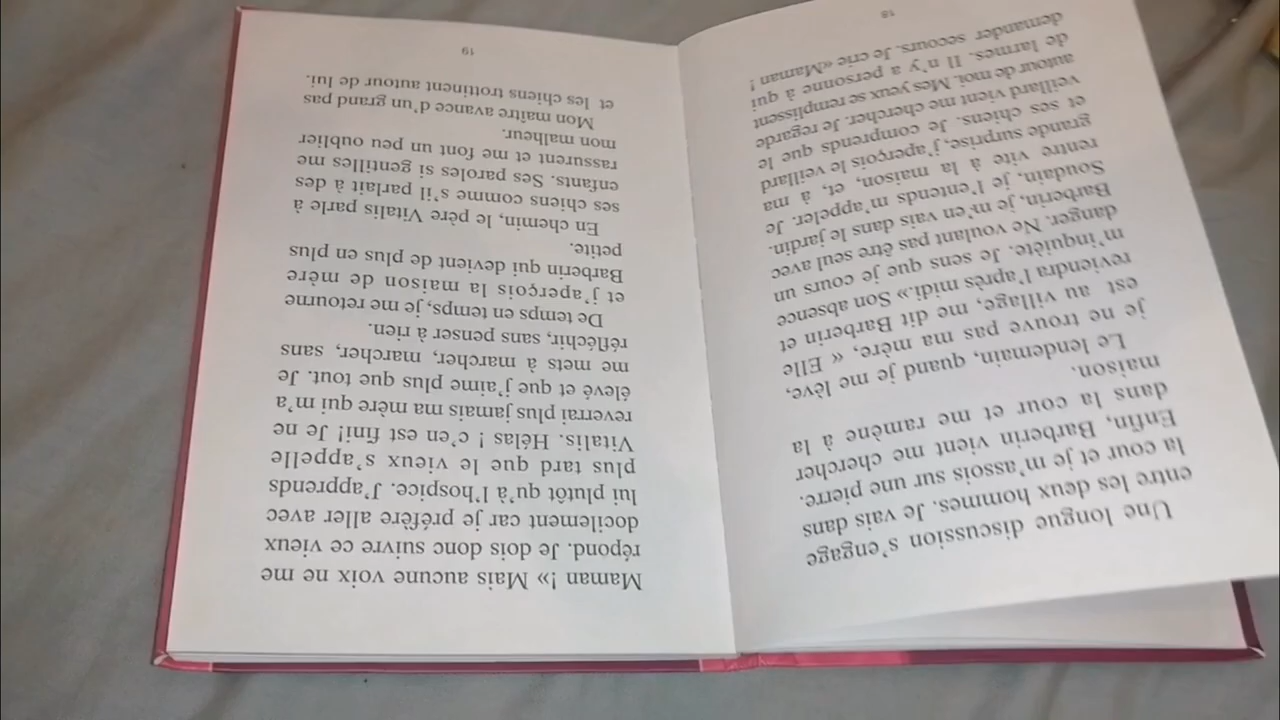 Une longue discussion s'engage
entre les deux hommes. Je vais dans
la cour et je m'assois sur une pierre.
Enfin, Barberin vient me chercher
dans la cour et me ramène à la
maison.
Le lendemain, quand je me lève,
je ne trouve pas ma mère, « Elle
est au village, me dit Barberin et
reviendra l'après midi.» Son absence
m'inquiète. Je sens que je cours un
danger. Ne voulant pas être seul avec
Barberin, je m'en vais dans le jardin.
Soudain, je l'entends m'appeler. Je
rentre vite à la maison, et, à ma
grande surprise, j'aperçois le veillard
et ses chiens. Je comprends que le
veillard vient me chercher. Je regarde
autour de moi. Mes yeux se remplissent
de larmes. Il n'y a personne à qui
demander secours. Je crie «Maman !
18
Maman !» Mais aucune voix ne me
répond. Je dois donc suivre ce vieux
docilement car je préfère aller avec
lui plutôt qu'à l'hospice. J'apprends
plus tard que le vieux s'appelle
Vitalis. Hélas ! c'en est fini! Je ne
reverrai plus jamais ma mère qui m'a
élevé et que j'aime plus que tout. Je
me mets à marcher, marcher, sans
réfléchir, sans penser à rien.
De temps en temps, je me retourne
et j'aperçois la maison de mère
Barberin qui devient de plus en plus
petite.
En chemin, le père Vitalis parle à
ses chiens comme s'il parlait à des
enfants. Ses paroles si gentilles me
rassurent et me font un peu oublier
mon malheur.
Mon maître avance d'un grand pas
et les chiens trottinent autour de lui.
19